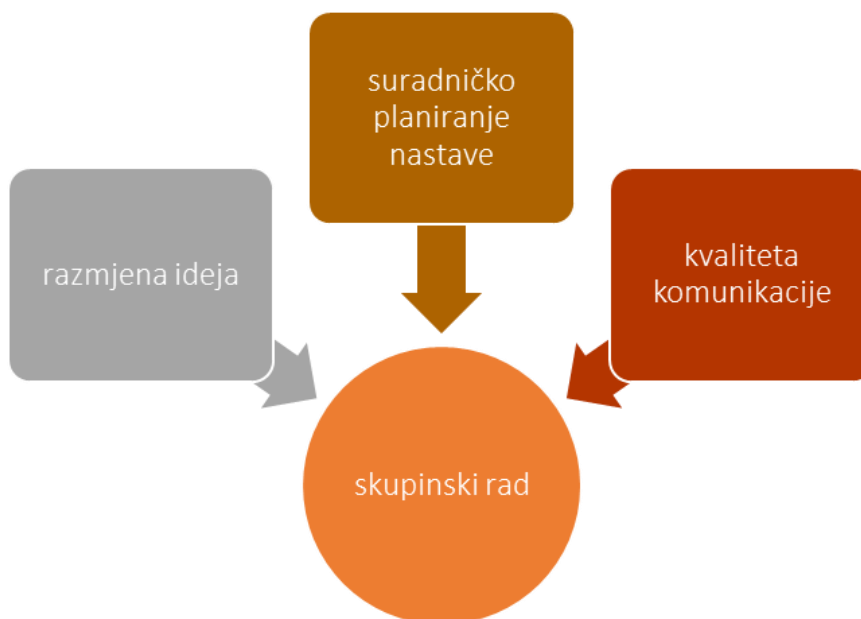 suradničko
planiranje
nastave
razmjena ideja
kvaliteta
komunikacije
skupinski rad